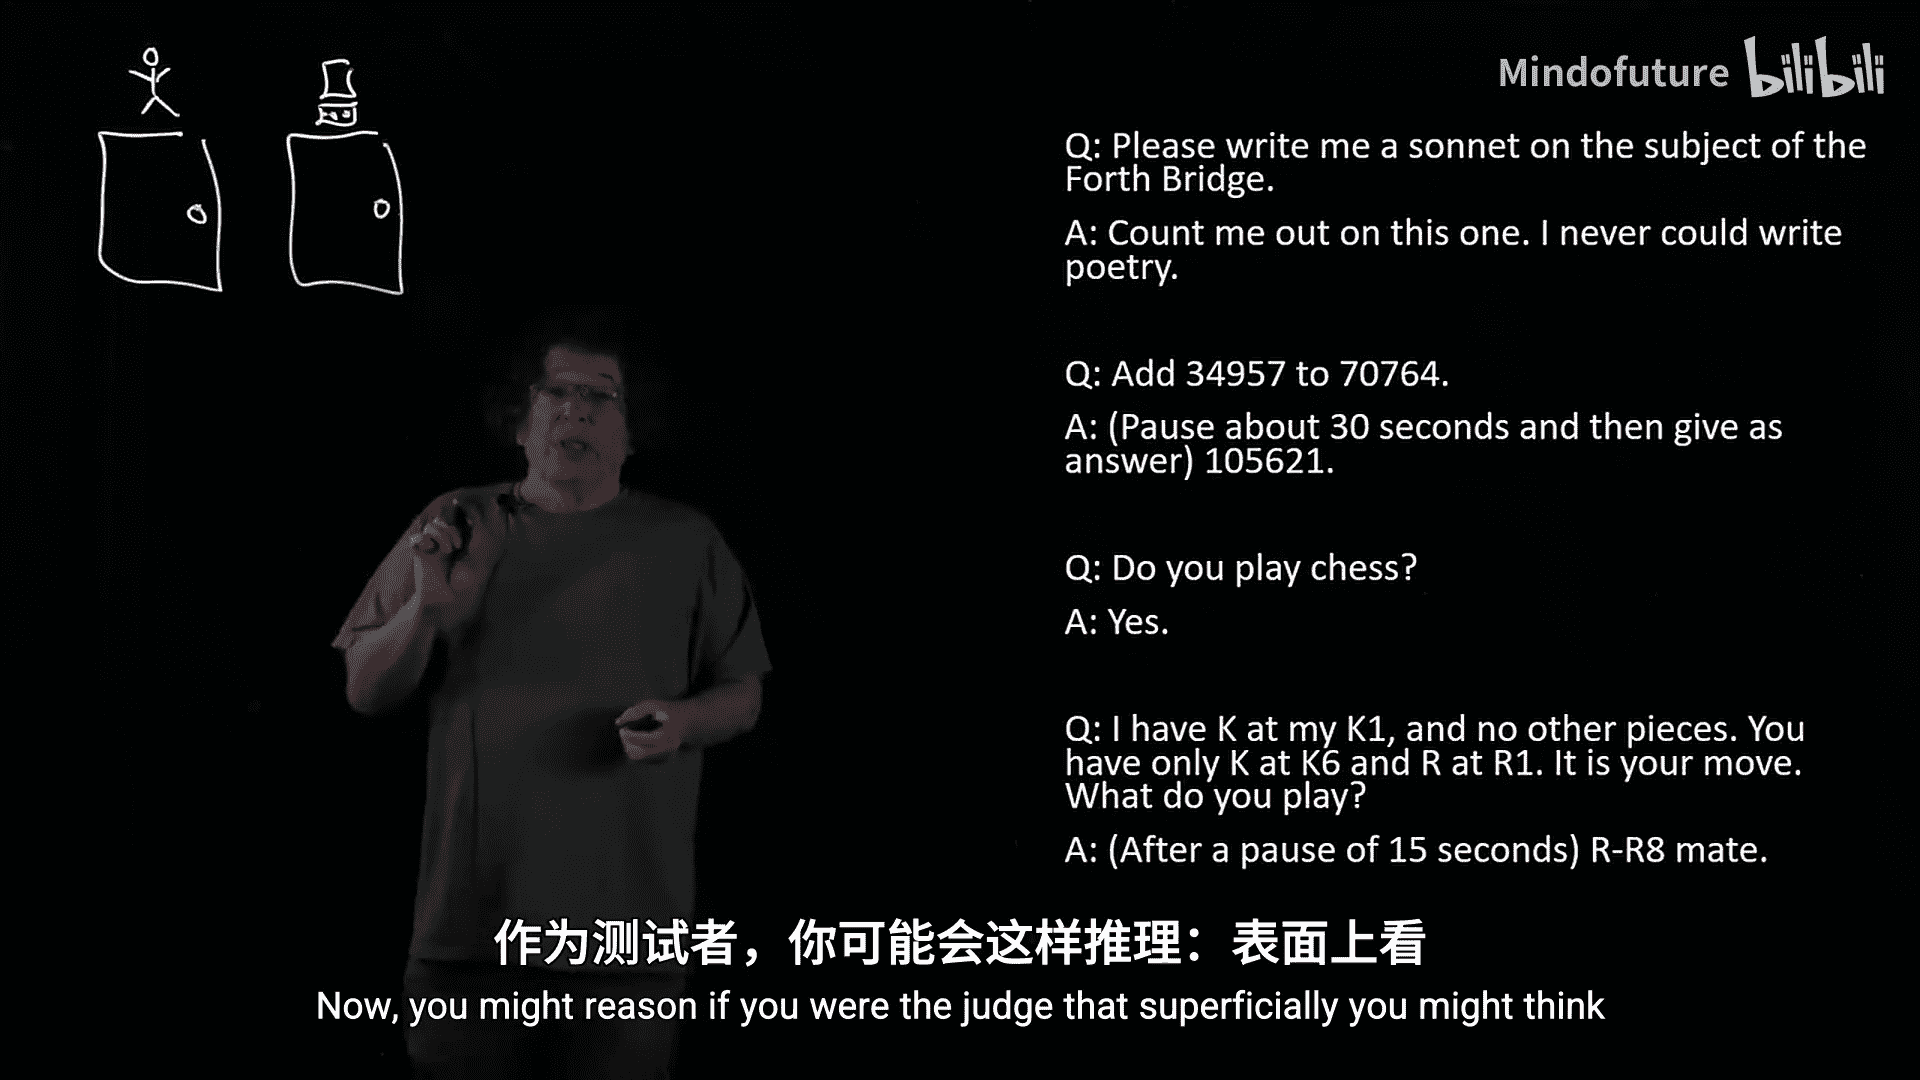 Mindofuture bilibili
Q: Please write me a sonnet on the subject of the
Forth Bridge.
A: Count me out on this one. I never could write
poetry.
Q: Add 34957 to 70764.
A: (Pause about 30 seconds and then give as
answer) 105621.
Q: Do you play chess?
A: Yes.
Q: I have K at my K1, and no other pieces. You
have only K at K6 and R at R1. It is your move.
What do you play?
A: (After a pause of 15 seconds) R-R8 mate.
作为测试者，你可能会这样推理：表面上看
Now, you might reason if you were the judge that superficially you might think